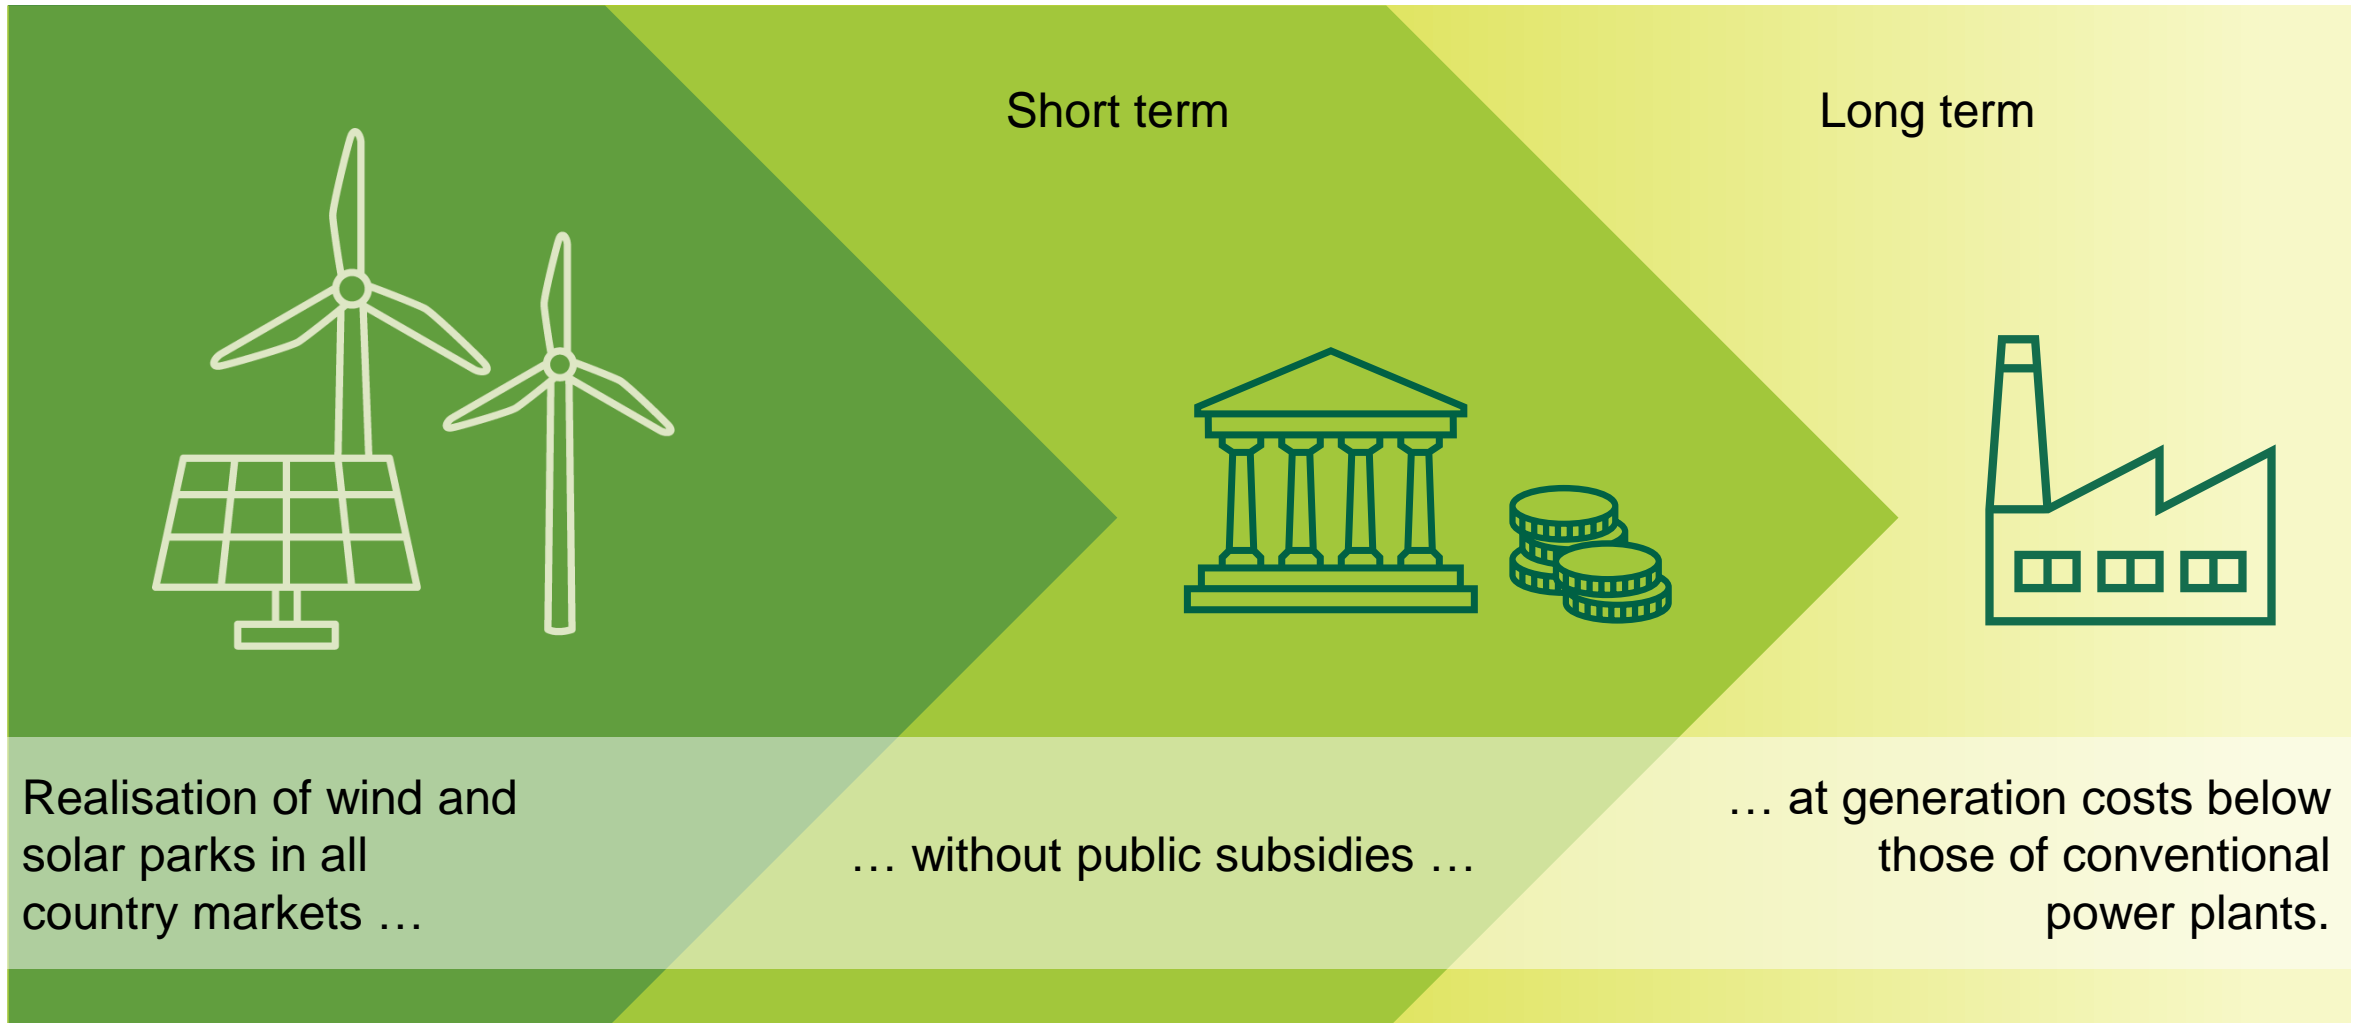 Short term
Long term
Realisation of wind and
solar parks in all
country markets …
… without public subsidies …
… at generation costs below
those of conventional
power plants.